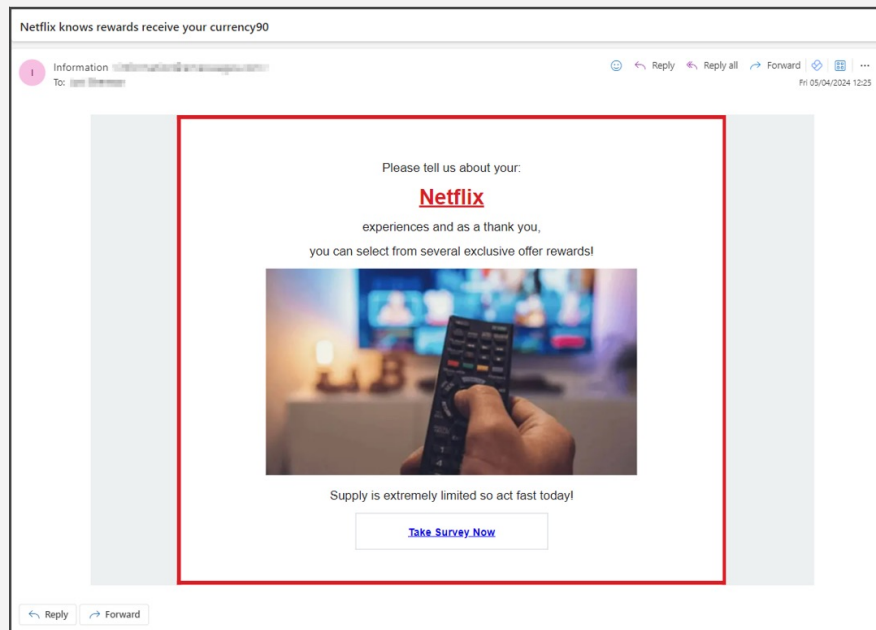 Netflix knows rewards receive your currency90
I
Information
Reply
Reply all
Forward
...
To:
Fri 05/04/2024 12:25
Please tell us about your:
Netflix
experiences and as a thank you,
you can select from several exclusive offer rewards!
Supply is extremely limited so act fast today!
Take Survey Now
Reply
Forward